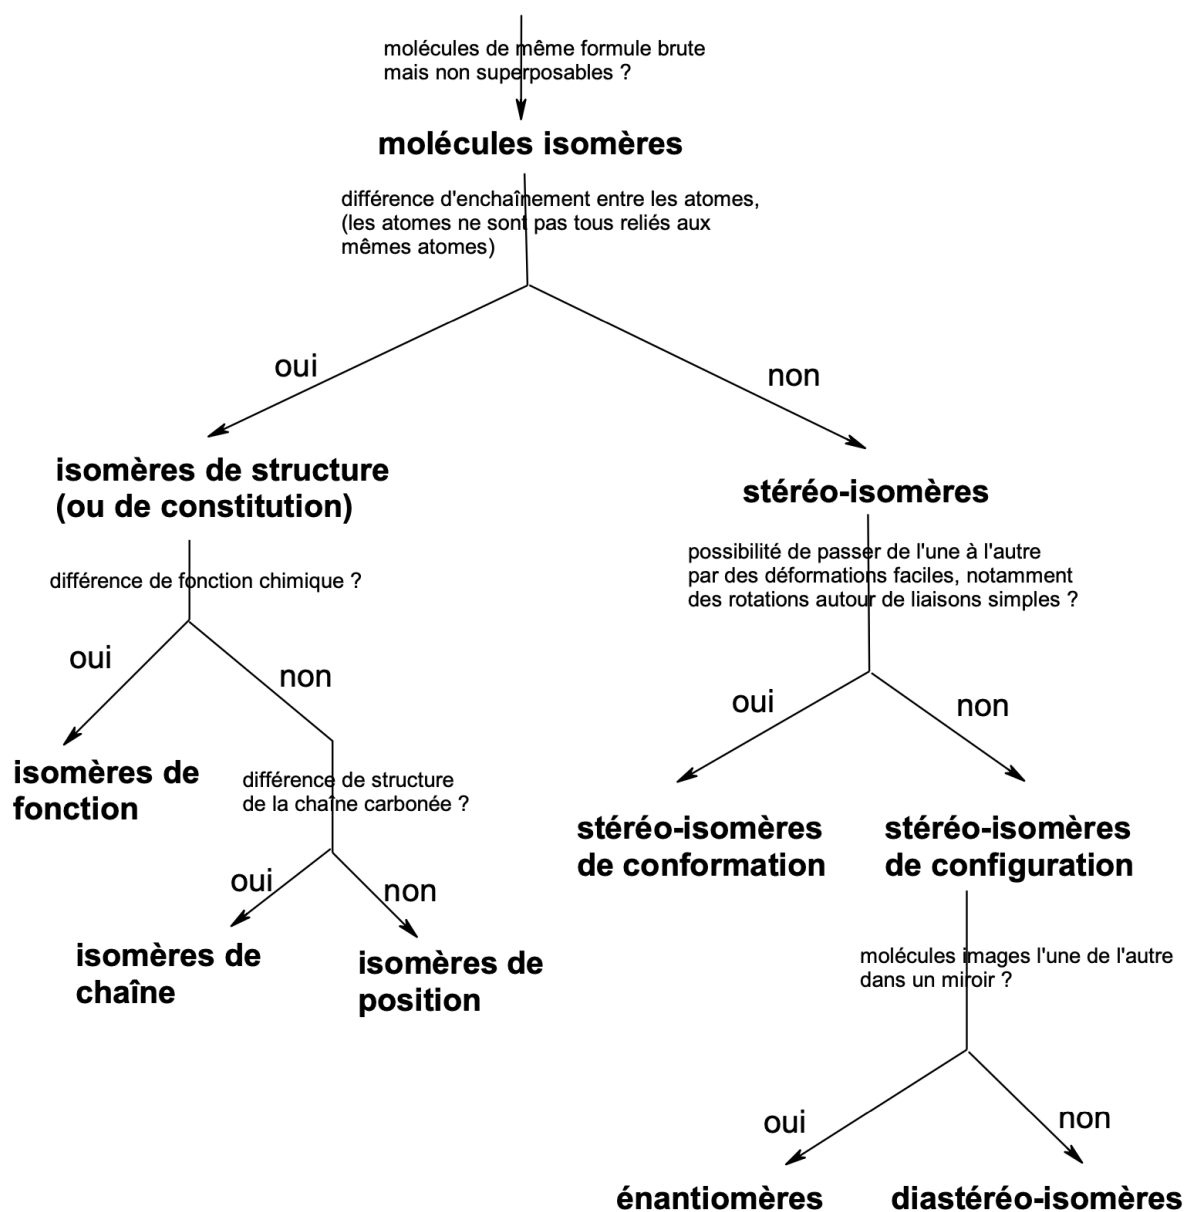 molécules de même formule brute
mais non superposables ?
molécules isomères
différence d'enchaînement entre les atomes,
(les atomes ne sont pas tous reliés aux
mêmes atomes)
oui
non
isomères de structure
(ou de constitution)
stéréo-isomères
différence de fonction chimique ?
possibilité de passer de l'une à l'autre
par des déformations faciles, notamment
des rotations autour de liaisons simples ?
oui
non
oui
non
isomères de
fonction
différence de structure
de la chaîne carbonée ?
stéréo-isomères
de conformation
stéréo-isomères
de configuration
oui
non
isomères de
chaîne
isomères de
position
molécules images l'une de l'autre
dans un miroir ?
oui
non
énantiomères
diastéréo-isomères